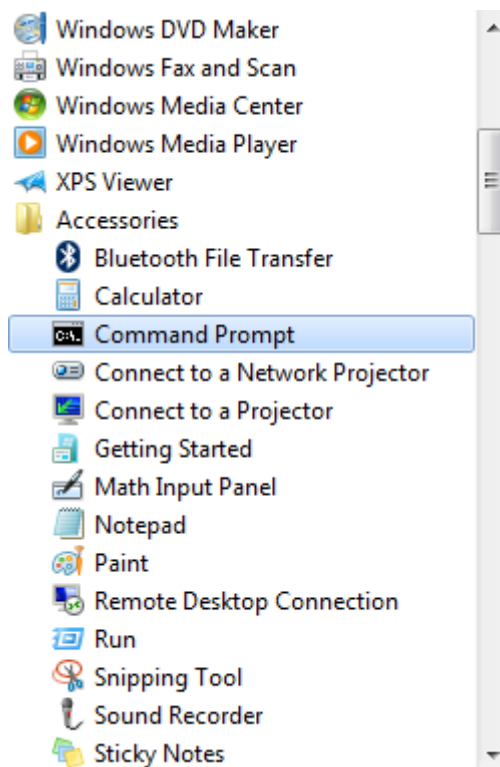 Windows DVD Maker
Windows Fax and Scan
Windows Media Center
Windows Media Player
XPS Viewer
Accessories
Bluetooth File Transfer
Calculator
C:\.
Command Prompt
Connect to a Network Projector
Connect to a Projector
Getting Started
Math Input Panel
Notepad
Paint
Remote Desktop Connection
Run
Snipping Tool
Sound Recorder
Sticky Notes